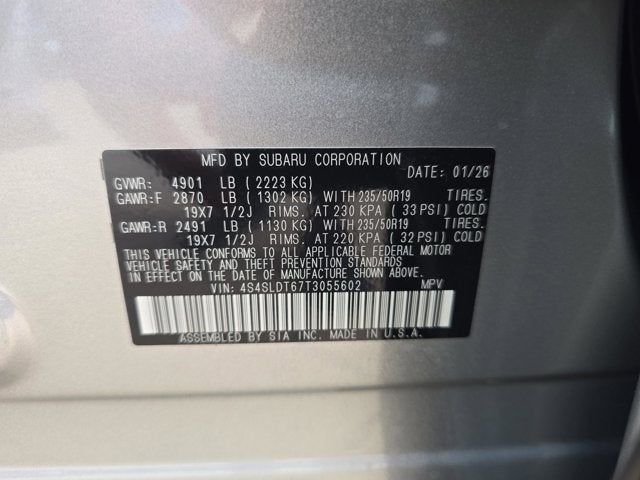 MFD BY SUBARU CORPORATION
DATE: 01/26
GVWR: 4901 LB ( 2223 KG)
GAWR:F 2870 LB ( 1302 KG) WITH 235/50R19 TIRES.
19X7 1/2J RIMS. AT 230 KPA ( 33 PSI) COLD
GAWR:R 2491 LB ( 1130 KG) WITH 235/50R19 TIRES.
19X7 1/2J RIMS. AT 220 KPA ( 32 PSI) COLD
THIS VEHICLE CONFORMS TO ALL APPLICABLE FEDERAL MOTOR
VEHICLE SAFETY AND THEFT PREVENTION STANDARDS
IN EFFECT ON THE DATE OF MANUFACTURE SHOWN ABOVE.
VIN: 4S4SLDT67T3055602 MPV
ASSEMBLED BY SIA INC. MADE IN U.S.A.